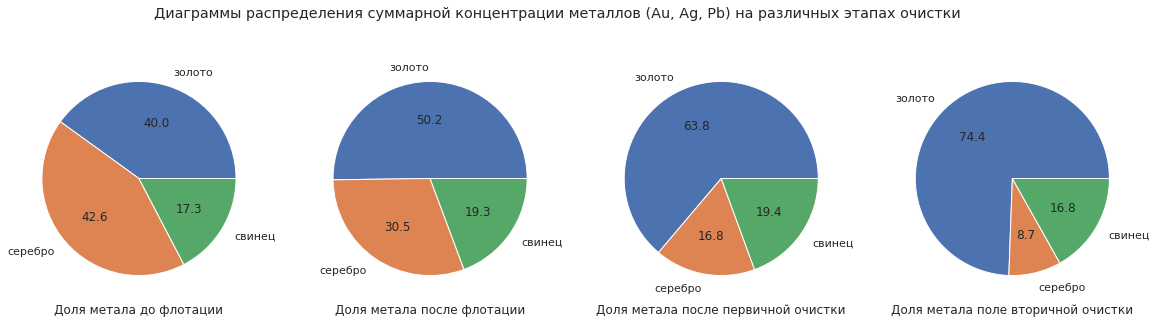 Диаграммы распределения суммарной концентрации металлов (Au, Ag, Pb) на различных этапах очистки
золото
40.0
42.6
17.3
серебро
свинец
Доля метала до флотации
золото
50.2
30.5
19.3
серебро
свинец
Доля метала после флотации
золото
63.8
16.8
19.4
серебро
свинец
Доля метала после первичной очистки
золото
74.4
8.7
16.8
серебро
свинец
Доля метала поле вторичной очистки